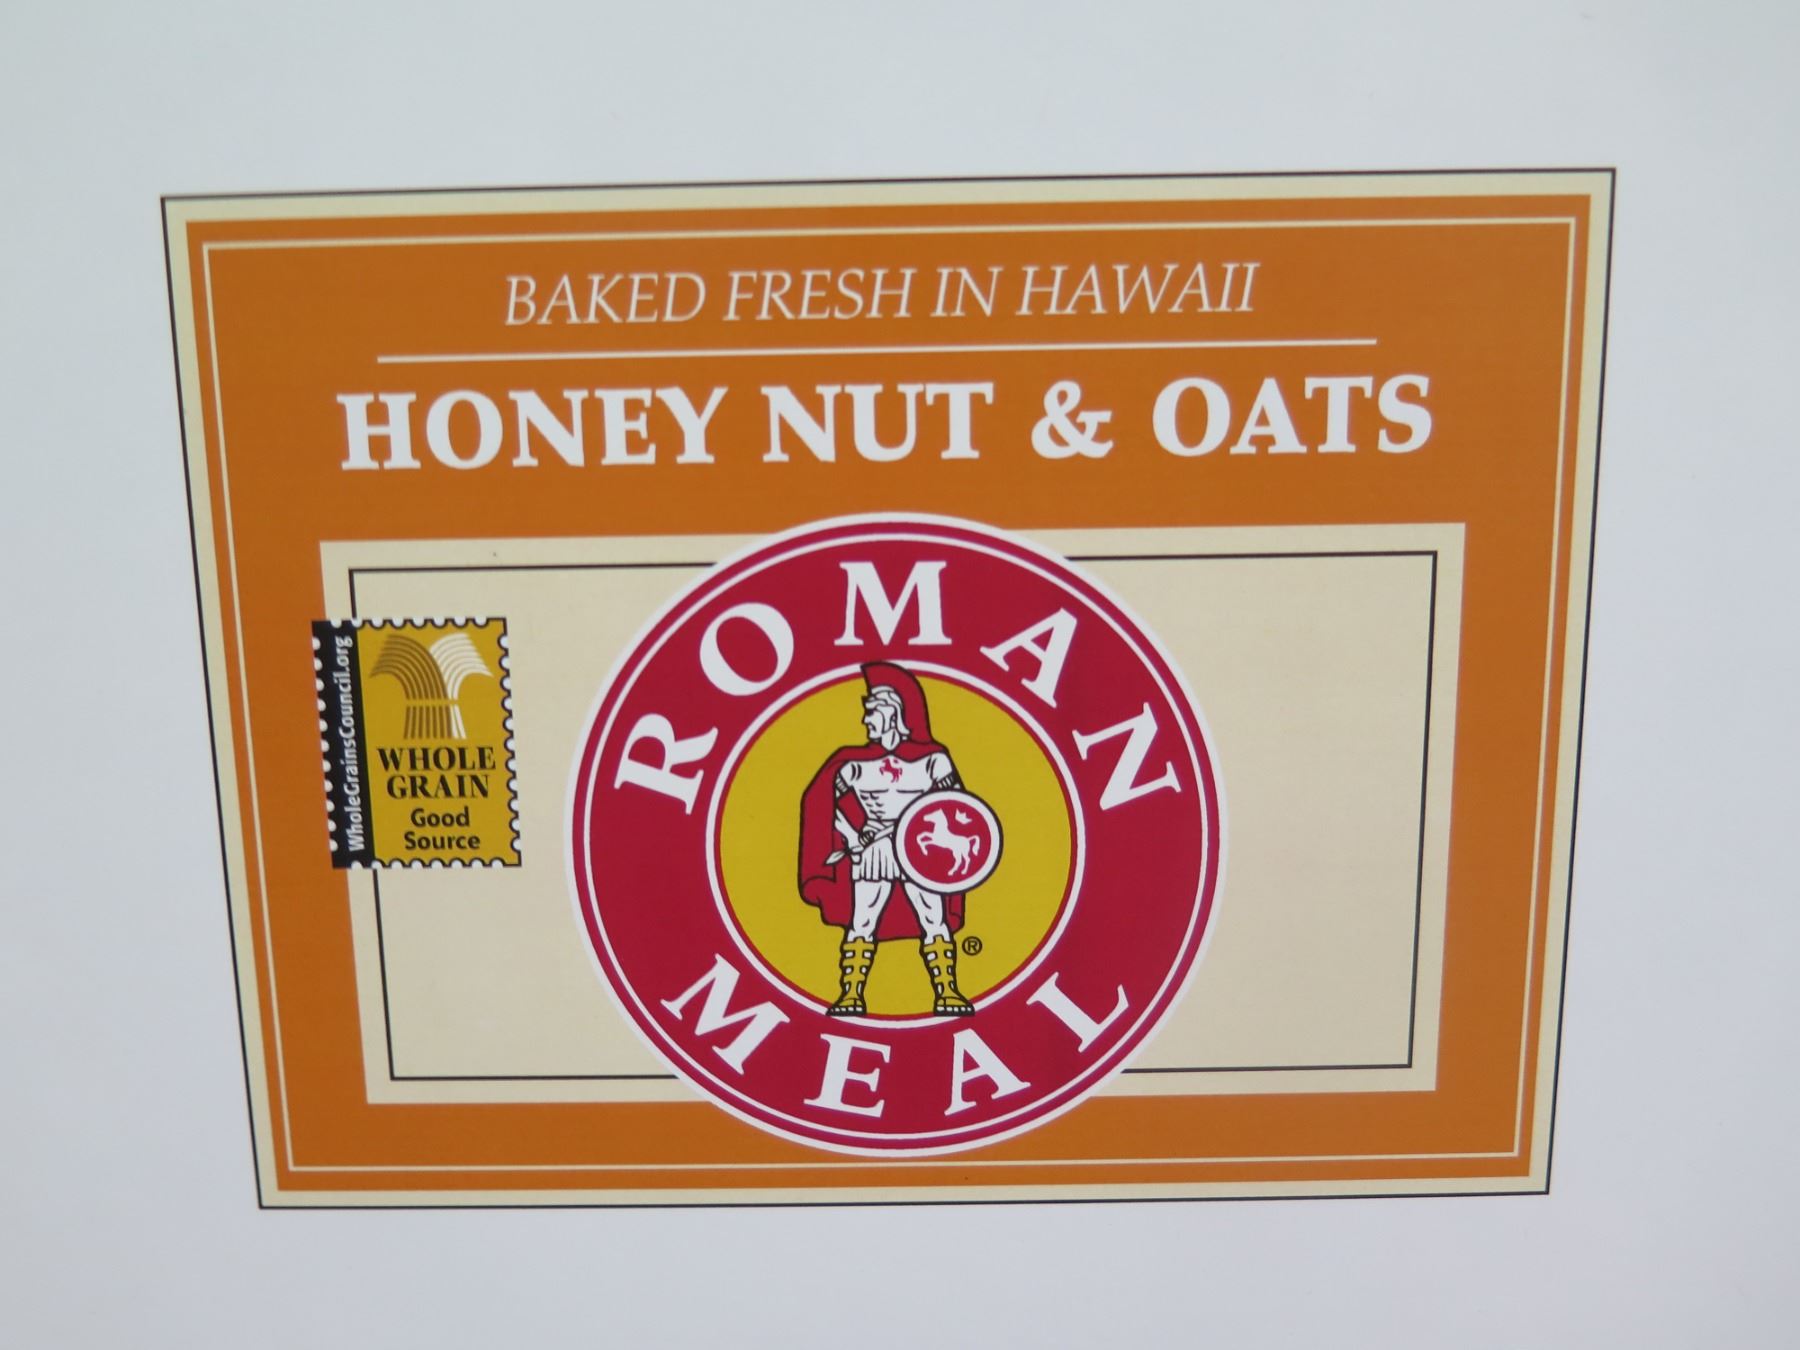 BAKED FRESH IN HAWAII
HONEY NUT & OATS
ROMAN
MEAL
®
WholeGrainsCouncil.org
WHOLE
GRAIN
Good
Source